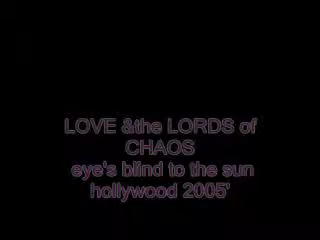 LOVE &the LORDS of
CHAOS
eye's blind to the sun
hollywood 2005'